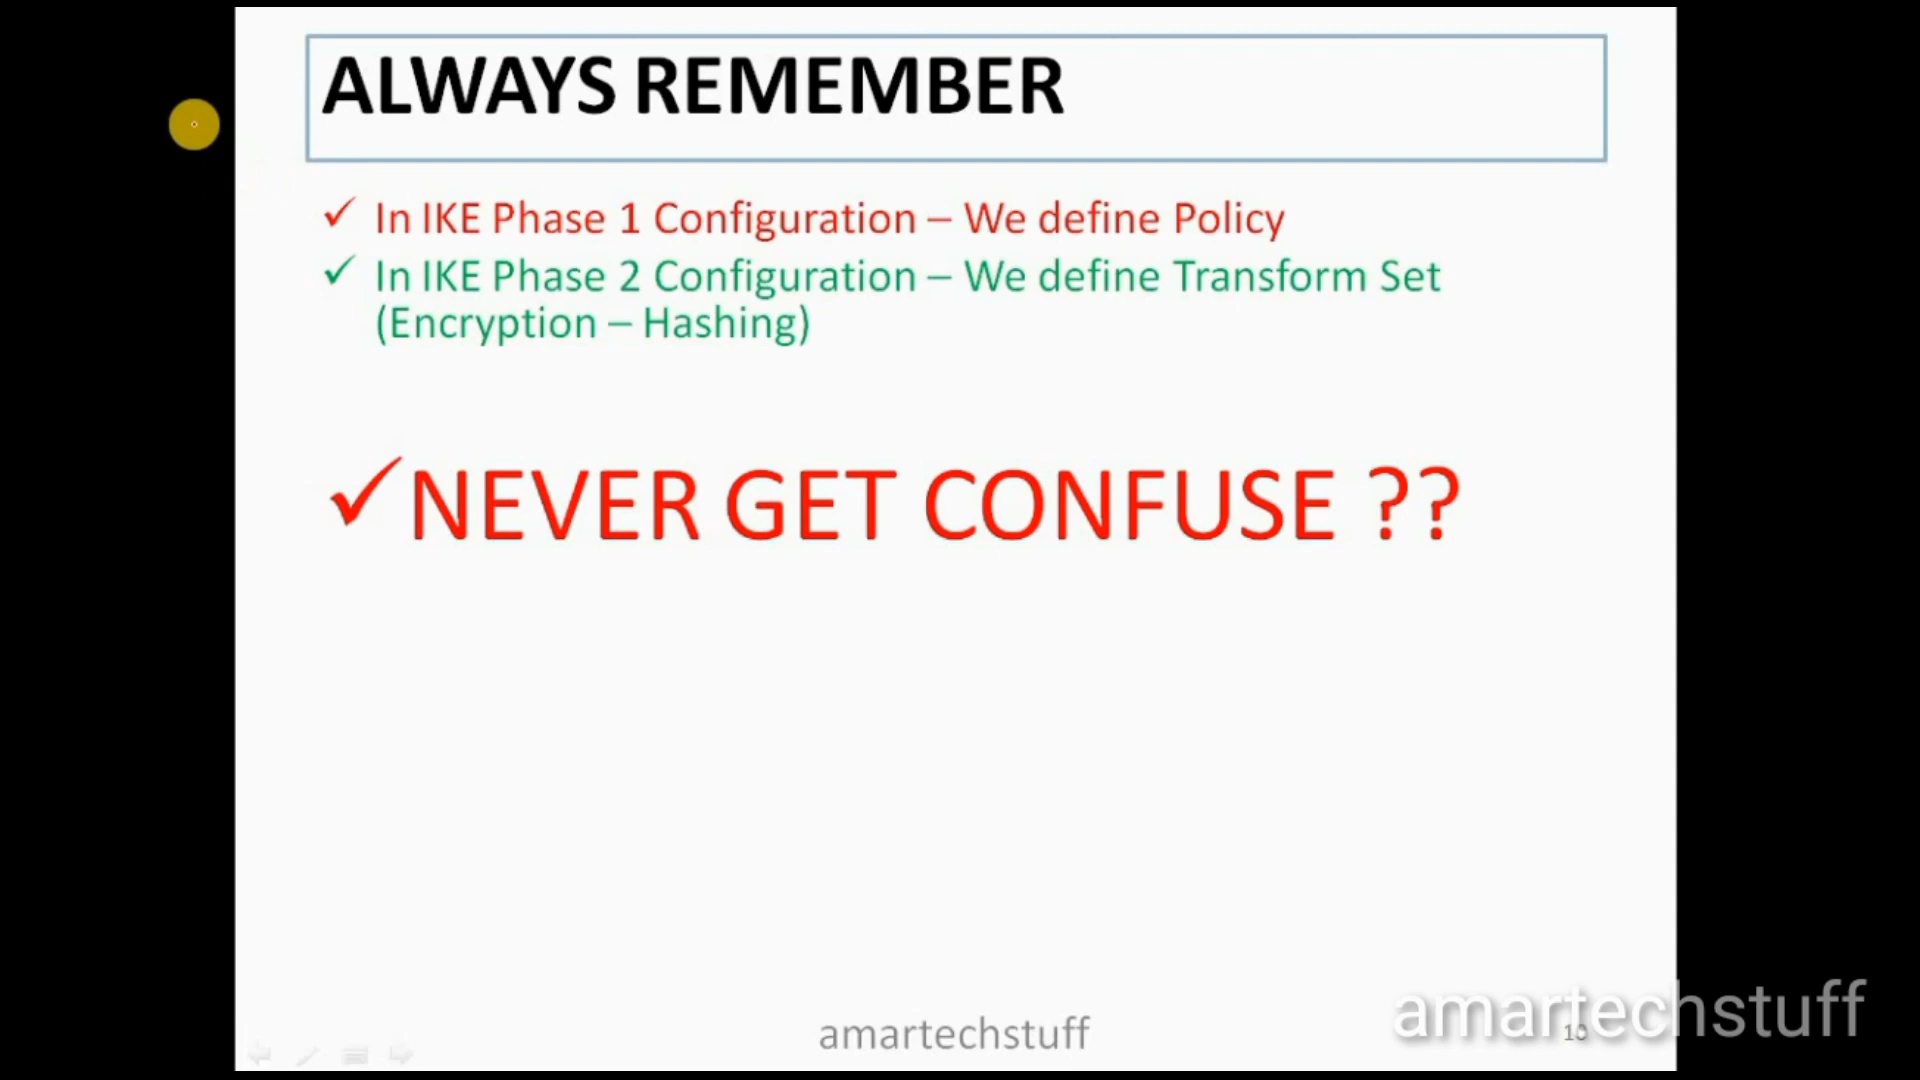 ALWAYS REMEMBER
✓ In IKE Phase 1 Configuration – We define Policy
✓ In IKE Phase 2 Configuration – We define Transform Set
(Encryption – Hashing)
✓NEVER GET CONFUSE ??
amartechstuff
amartechstuff
10